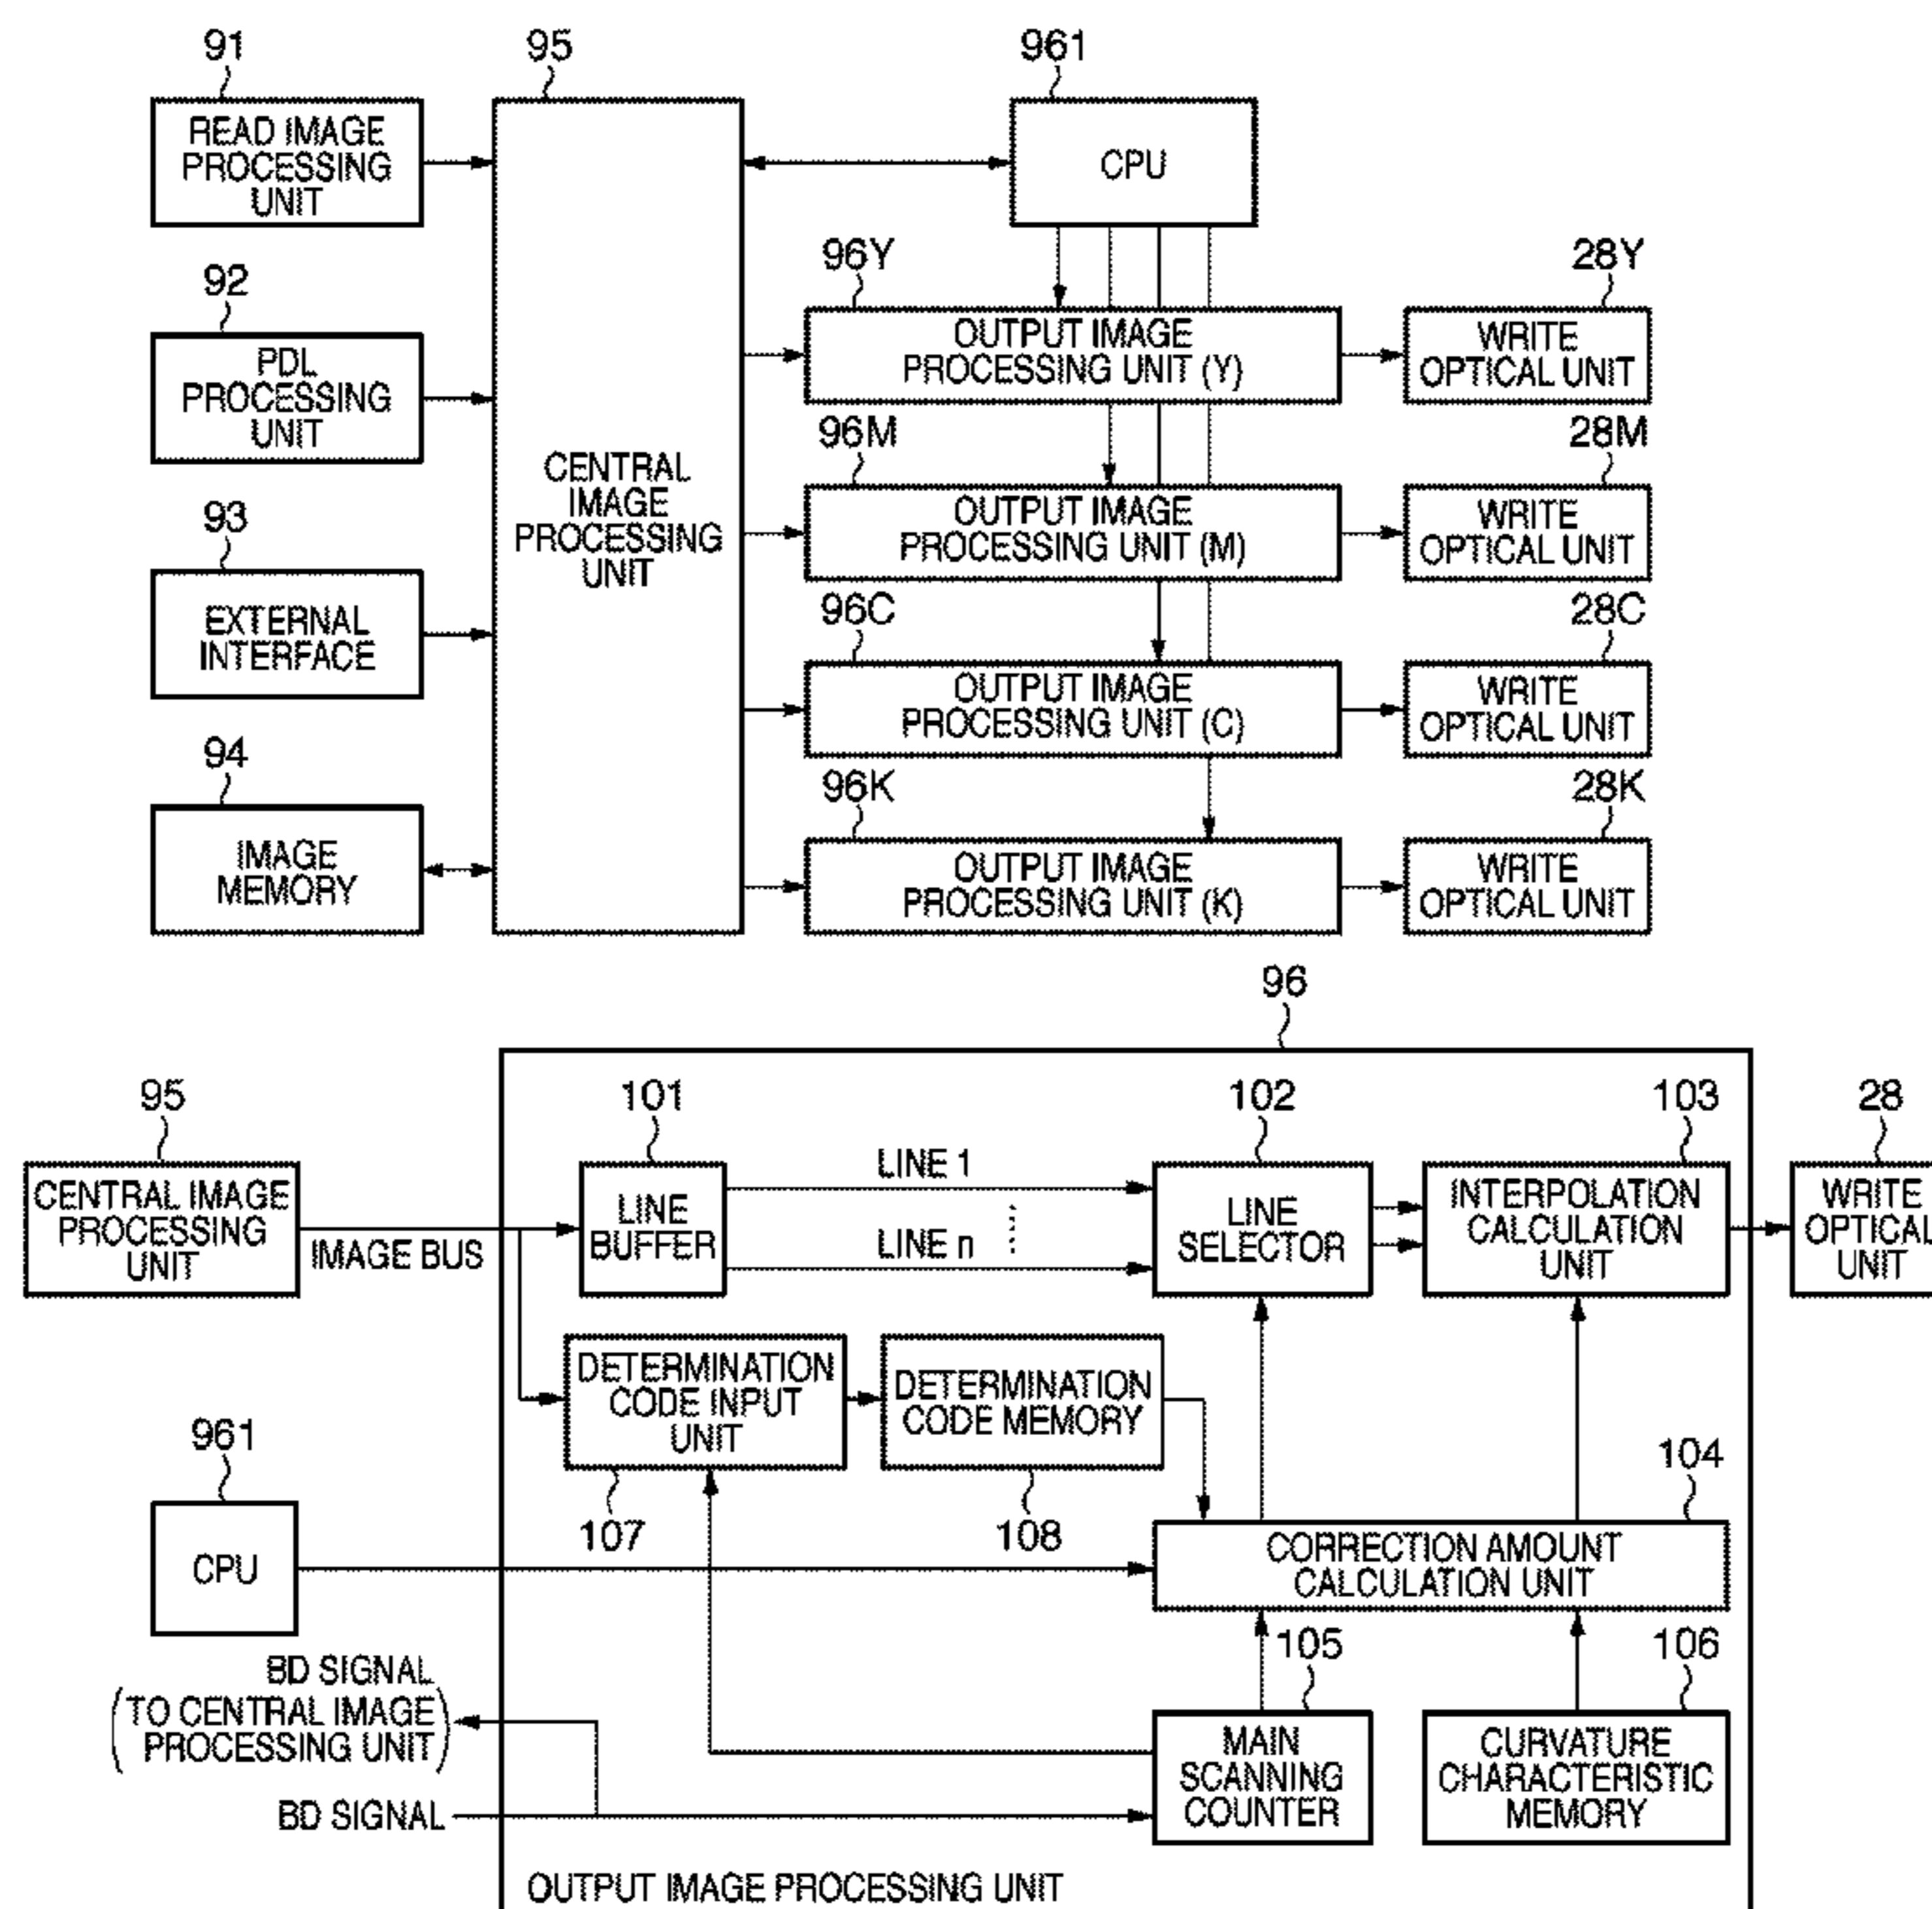 91
95
961
READ IMAGE
PROCESSING
UNIT
CPU
92
PDL
PROCESSING
UNIT
93
EXTERNAL
INTERFACE
94
IMAGE
MEMORY
CENTRAL
IMAGE
PROCESSING
UNIT
96Y
28Y
OUTPUT IMAGE
PROCESSING UNIT (Y)
WRITE
OPTICAL UNIT
96M
28M
OUTPUT IMAGE
PROCESSING UNIT (M)
WRITE
OPTICAL UNIT
96C
28C
OUTPUT IMAGE
PROCESSING UNIT (C)
WRITE
OPTICAL UNIT
96K
28K
OUTPUT IMAGE
PROCESSING UNIT (K)
WRITE
OPTICAL UNIT
96
95
101
102
103
28
CENTRAL IMAGE
PROCESSING
UNIT
IMAGE BUS
LINE
BUFFER
LINE 1
LINE n
LINE
SELECTOR
INTERPOLATION
CALCULATION
UNIT
WRITE
OPTICAL
UNIT
DETERMINATION
CODE INPUT
UNIT
107
DETERMINATION
CODE MEMORY
108
961
CPU
104
CORRECTION AMOUNT
CALCULATION UNIT
105
106
BD SIGNAL
(TO CENTRAL IMAGE
PROCESSING UNIT)
BD SIGNAL
MAIN
SCANNING
COUNTER
CURVATURE
CHARACTERISTIC
MEMORY
OUTPUT IMAGE PROCESSING UNIT